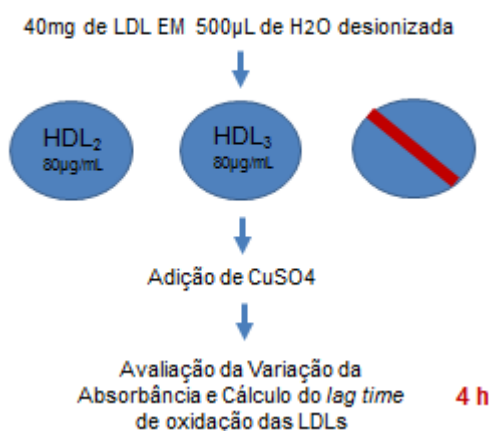 40mg de LDL EM 500µL de H2O desionizada
HDL₂
80µg/mL
HDL₃
80µg/mL
Adição de CuSO4
Avaliação da Variação da
Absorbância e Cálculo do lag time
de oxidação das LDLs
4 h